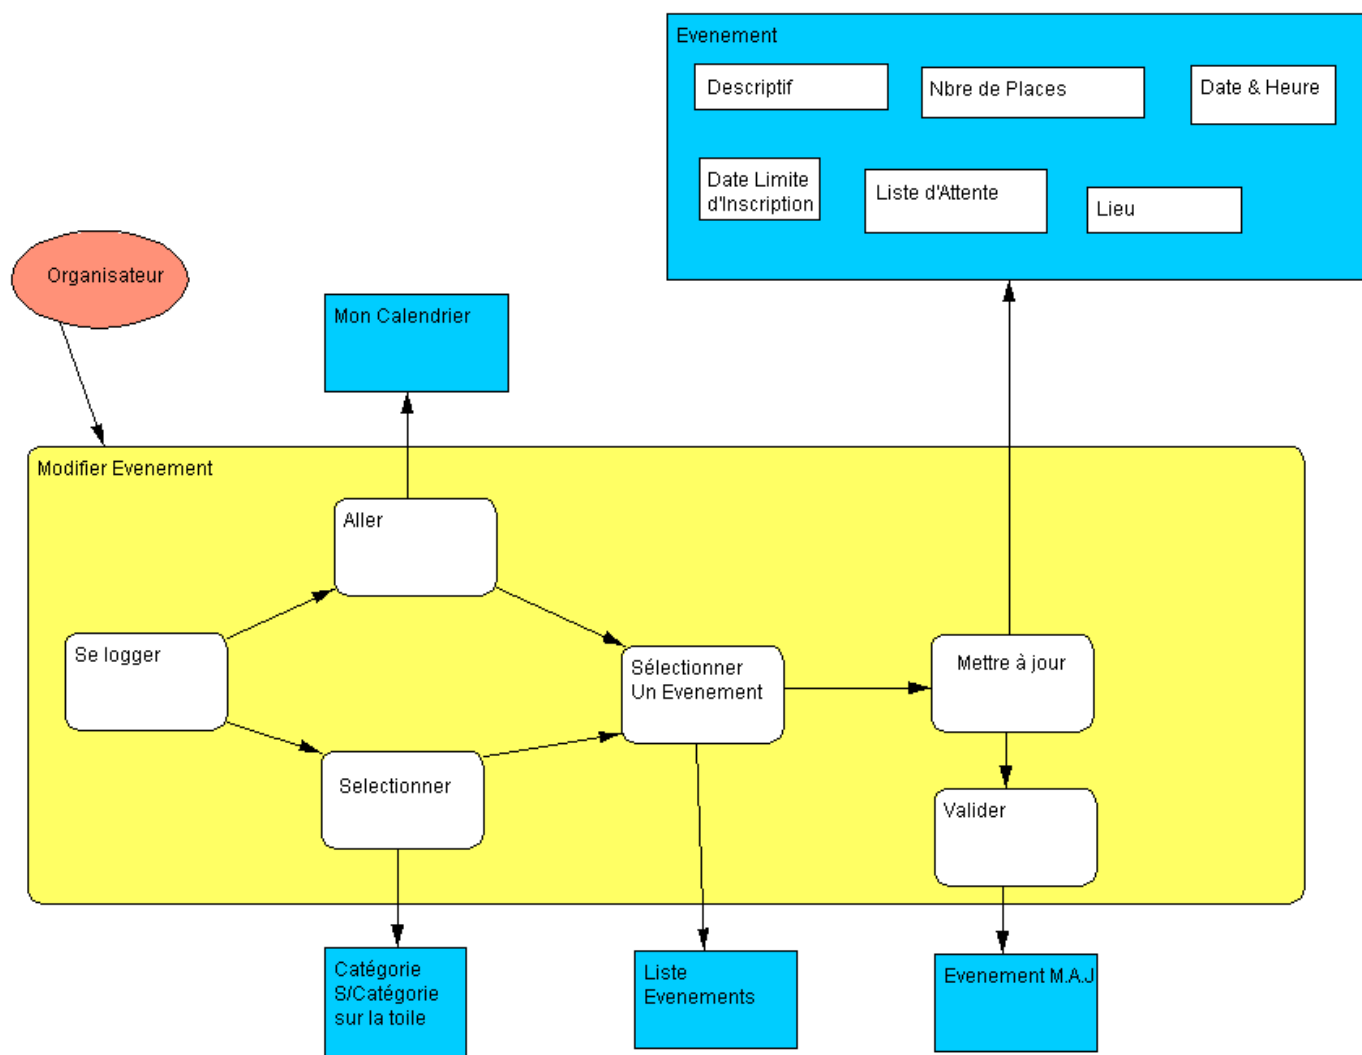 Evenement
Descriptif
Nbre de Places
Date & Heure
Date Limite
d'Inscription
Liste d'Attente
Lieu
Organisateur
Mon Calendrier
Modifier Evenement
Aller
Se logger
Sélectionner
Un Evenement
Mettre à jour
Selectionner
Valider
Catégorie
S/Catégorie
sur la toile
Liste
Evenements
Evenement M.A.J